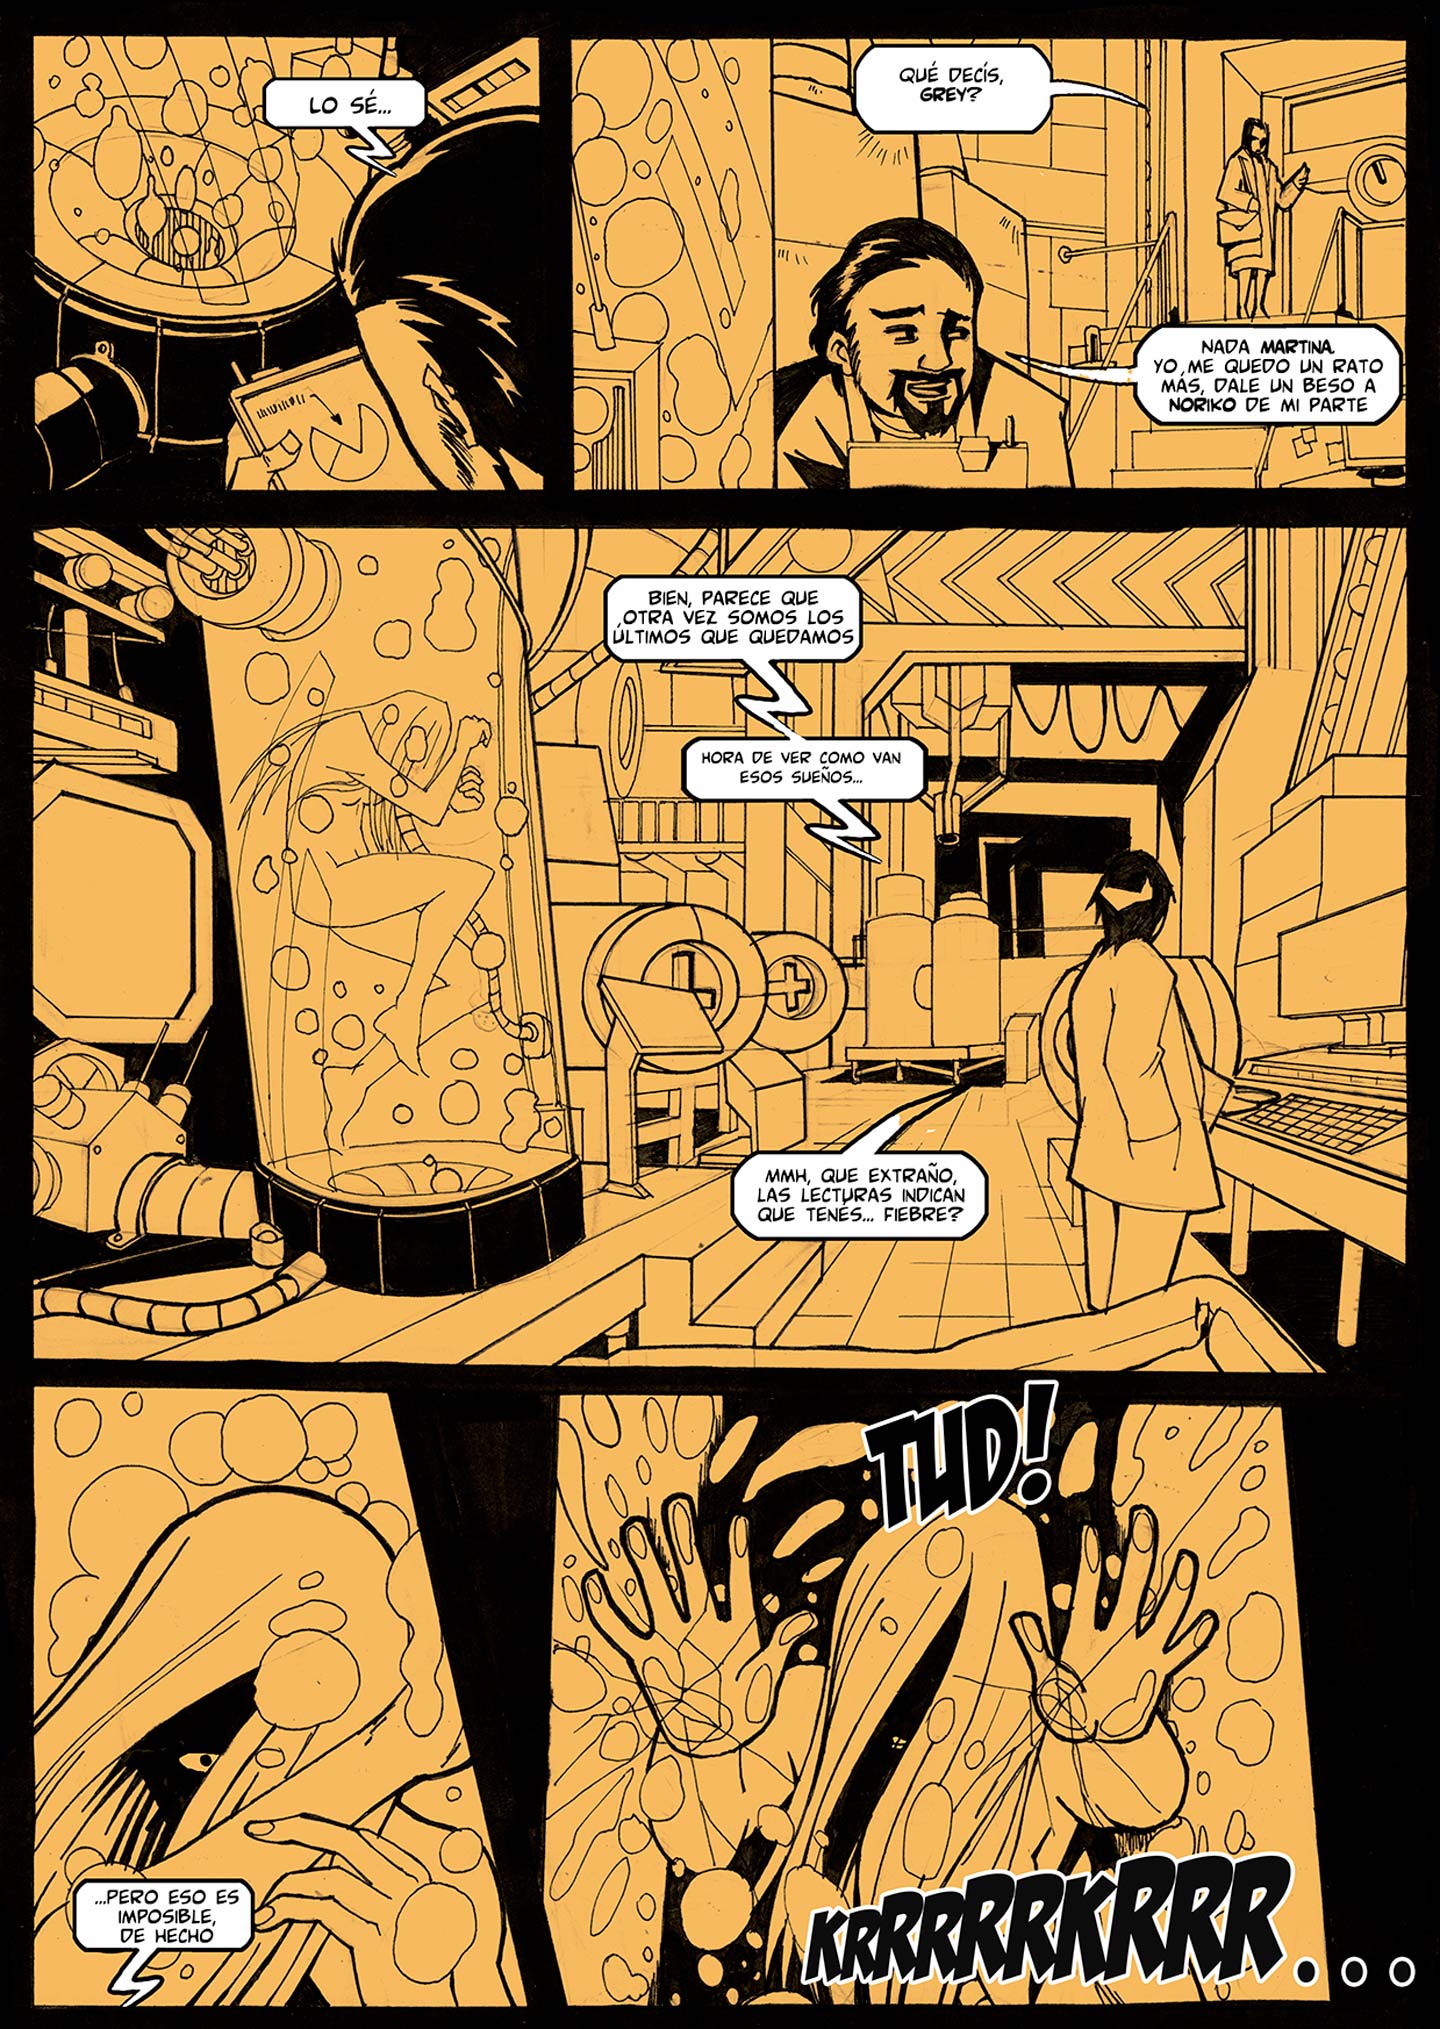 LO SÉ...
QUÉ DECÍS,
GREY?
NADA MARTINA.
YO ME QUEDO UN RATO
MÁS, DALE UN BESO A
NORIKO DE MI PARTE
BIEN, PARECE QUE
OTRA VEZ SOMOS LOS
ÚLTIMOS QUE QUEDAMOS
HORA DE VER COMO VAN
ESOS SUEÑOS...
MMH, QUE EXTRAÑO,
LAS LECTURAS INDICAN
QUE TENÉS... FIEBRE?
...PERO ESO ES
IMPOSIBLE,
DE HECHO
TUD!
KRRRRRRKRRR...